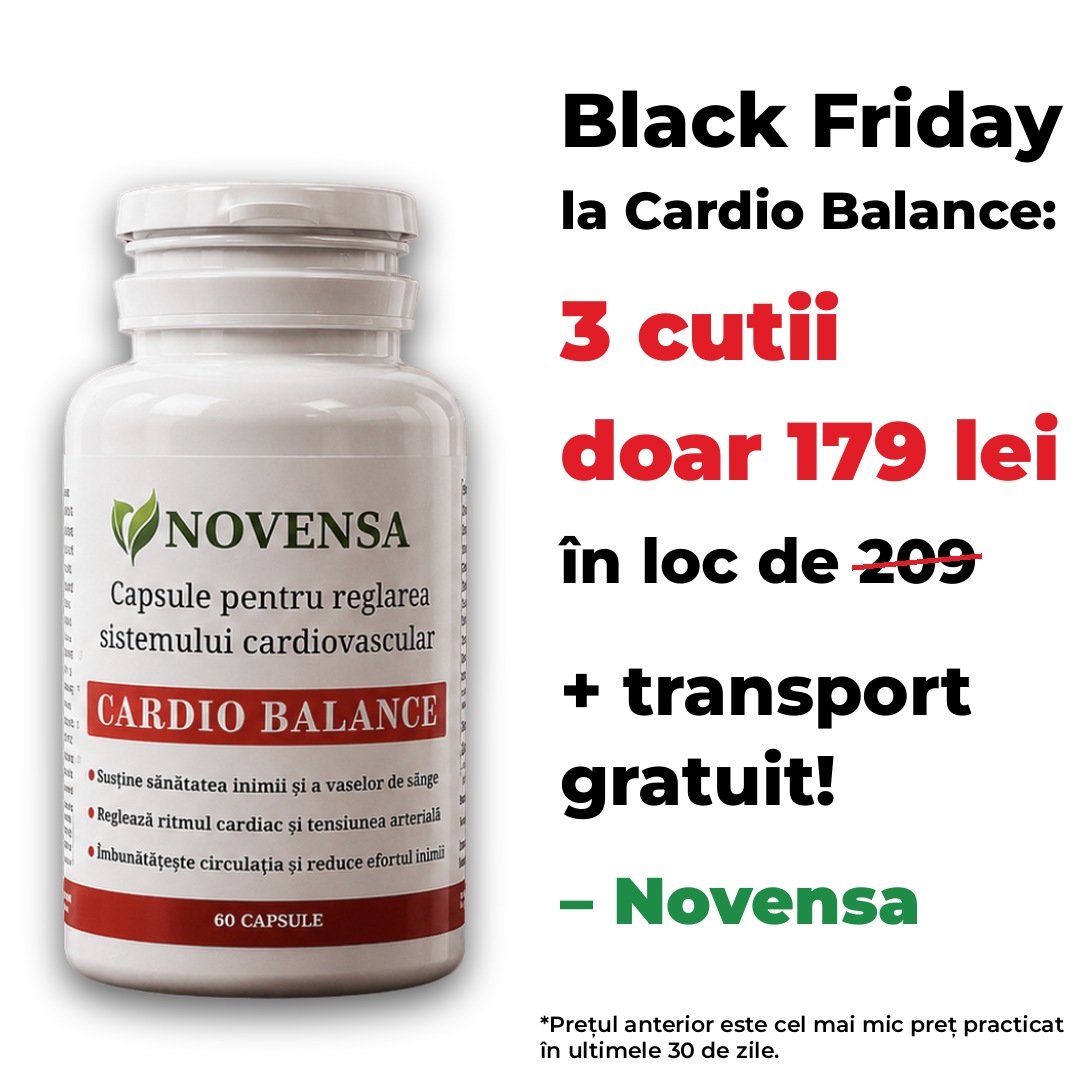 Black Friday
la Cardio Balance:
3 cutii
doar 179 lei
în loc de 209
+ transport
gratuit!
– Novensa
*Prețul anterior este cel mai mic preț practicat
în ultimele 30 de zile.
NOVENSA
Capsule pentru reglarea
sistemului cardiovascular
CARDIO BALANCE
• Susține sănătatea inimii și a vaselor de sânge
• Reglează ritmul cardiac și tensiunea arterială
• Îmbunătățește circulația și reduce efortul inimii
60 CAPSULE